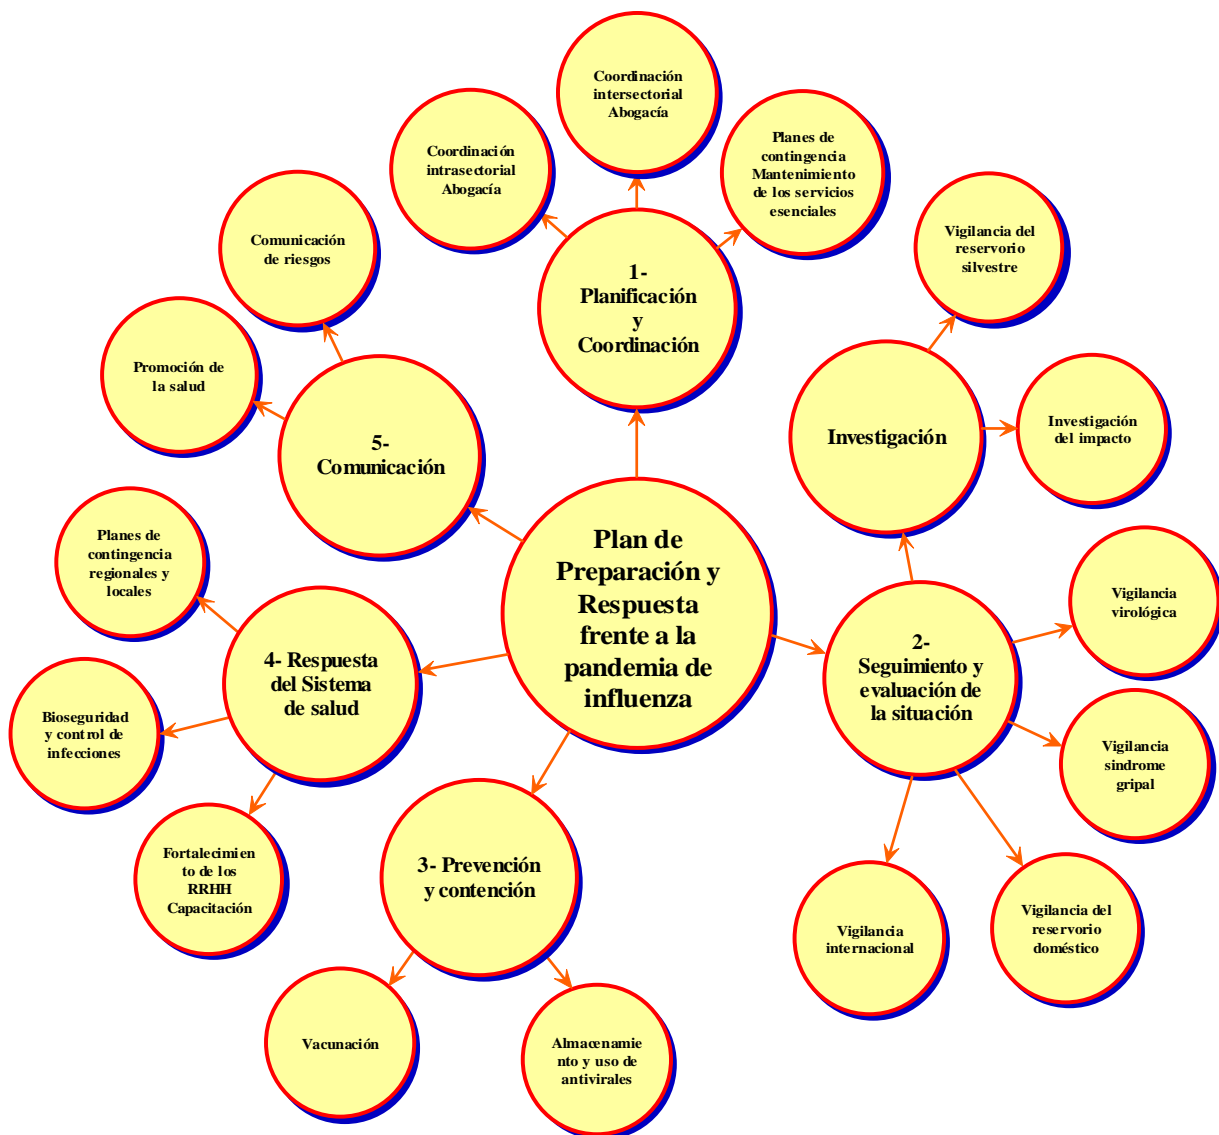 Coordinación
intersectorial
Abogacía
Coordinación
intrasectorial
Abogacía
Planes de
contingencia
Mantenimiento
de los servicios
esenciales
1-
Planificación
y
Coordinación
Comunicación
de riesgos
Promoción de
la salud
5-
Comunicación
Vigilancia del
reservorio
silvestre
Investigación
Investigación
del impacto
Plan de
Preparación y
Respuesta
frente a la
pandemia de
influenza
Planes de
contingencia
regionales y
locales
4- Respuesta
del Sistema
de salud
Bioseguridad
y control de
infecciones
Fortalecimien
to de los
RRHH
Capacitación
2-
Seguimiento y
evaluación de
la situación
Vigilancia
virológica
Vigilancia
sindrome
gripal
Vigilancia del
reservorio
doméstico
Vigilancia
internacional
3- Prevención
y contención
Vacunación
Almacenamie
nto y uso de
antivirales